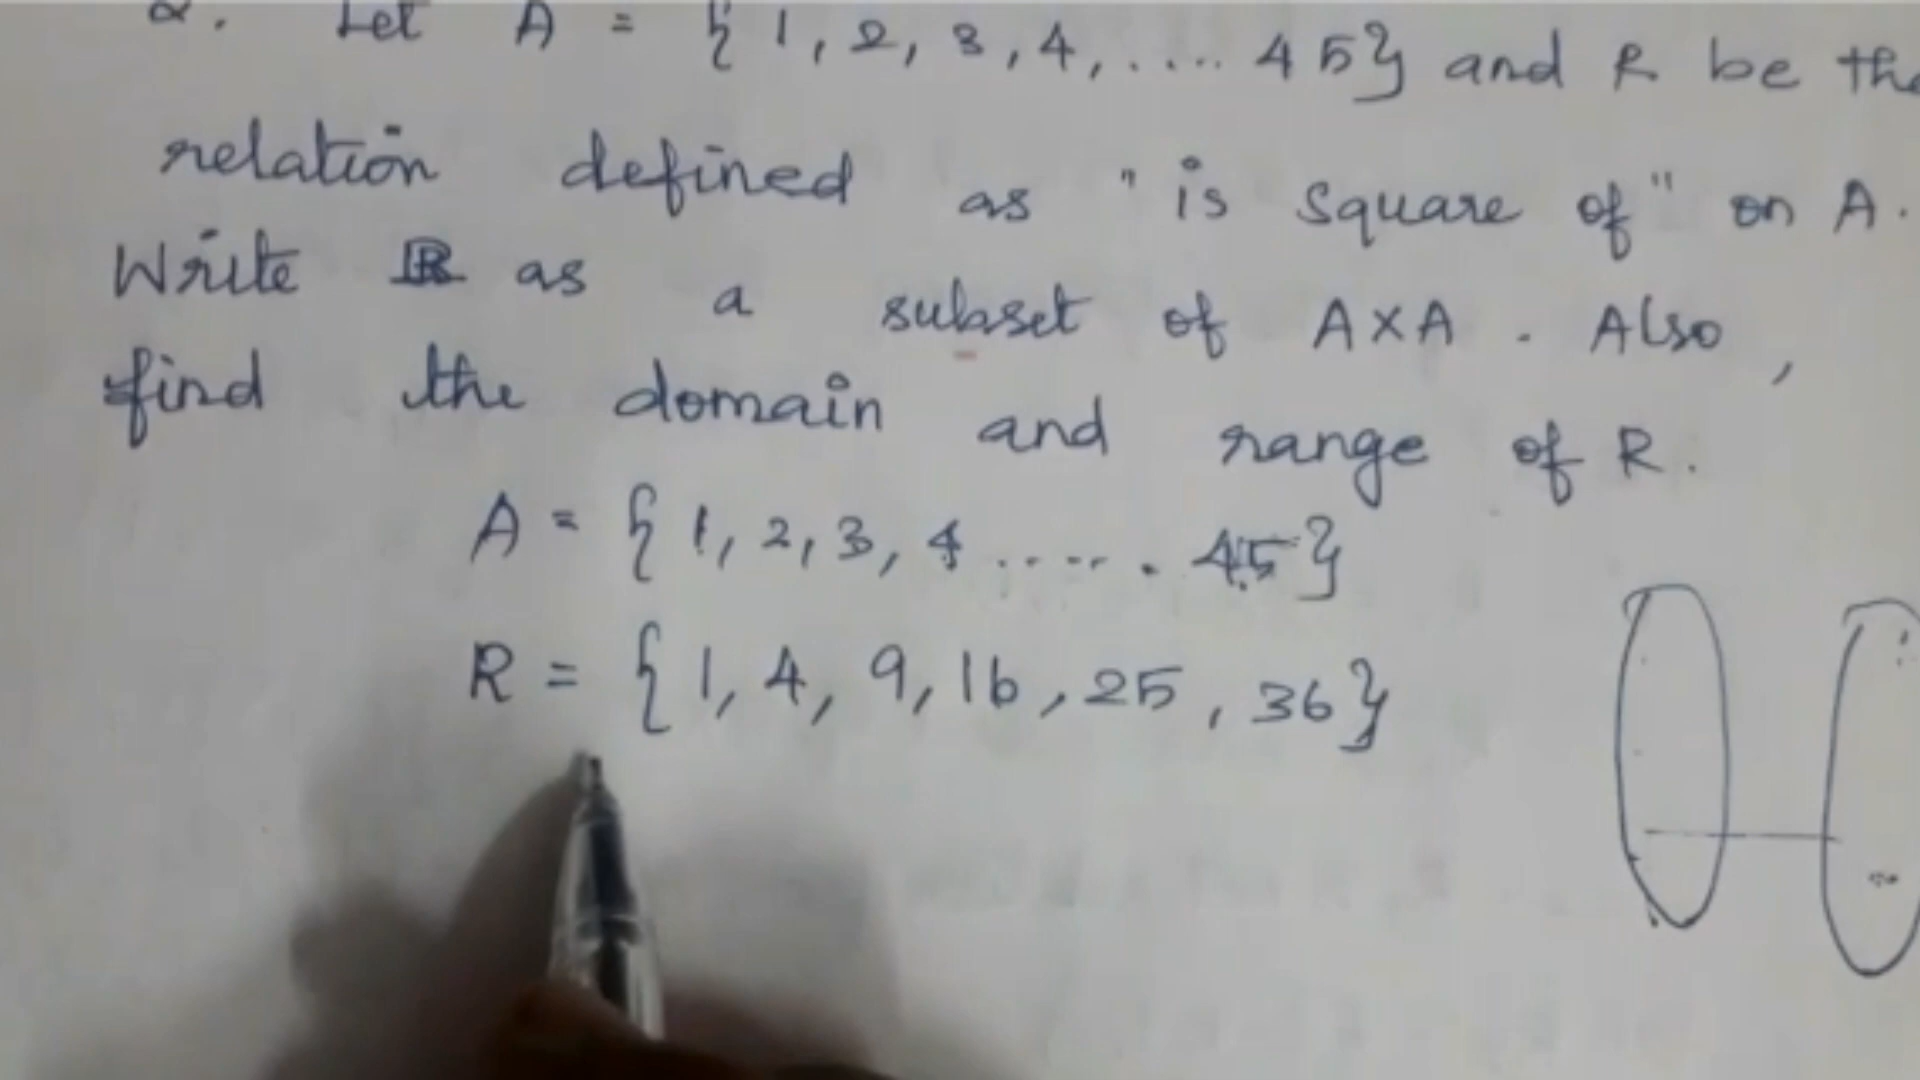 2. Let A = { 1, 2, 3, 4, .... 45} and R be the
relation defined as "is square of" on A.
Write R as a subset of A×A. Also,
find the domain and range of R.
A = { 1, 2, 3, 4 ..... 45}
R = { 1, 4, 9, 16, 25, 36}